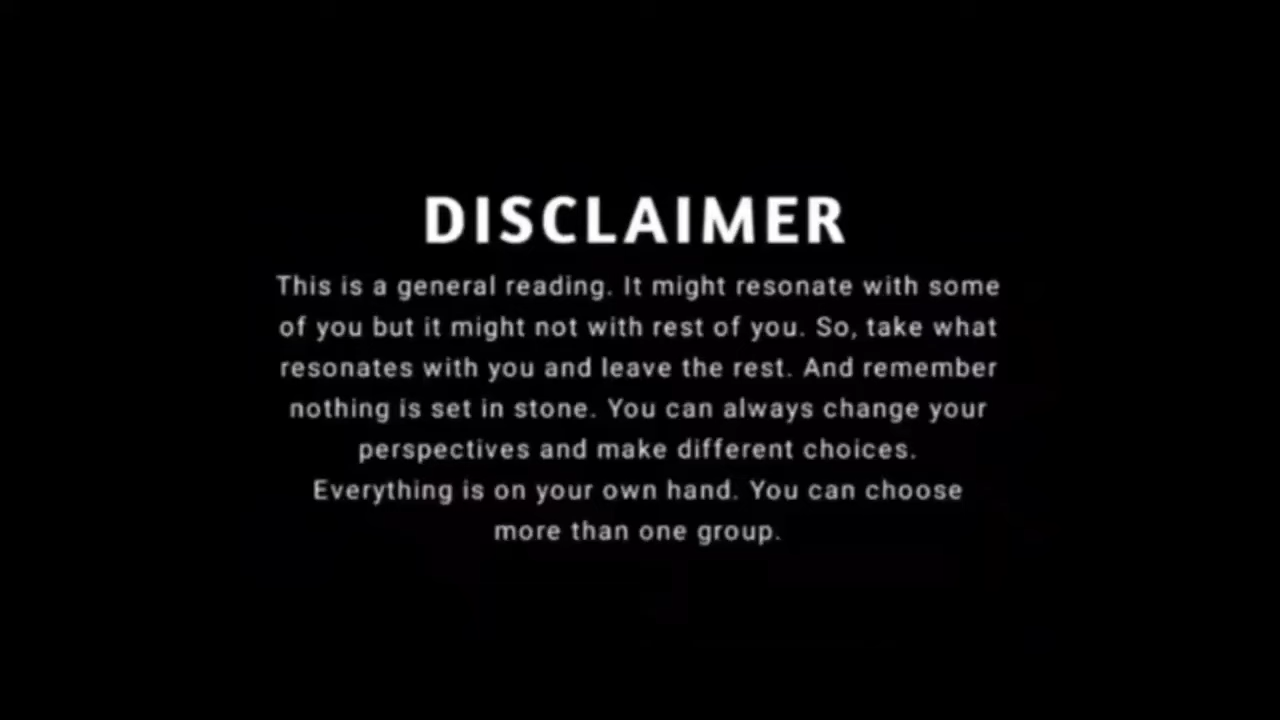 DISCLAIMER
This is a general reading. It might resonate with some
of you but it might not with rest of you. So, take what
resonates with you and leave the rest. And remember
nothing is set in stone. You can always change your
perspectives and make different choices.
Everything is on your own hand. You can choose
more than one group.